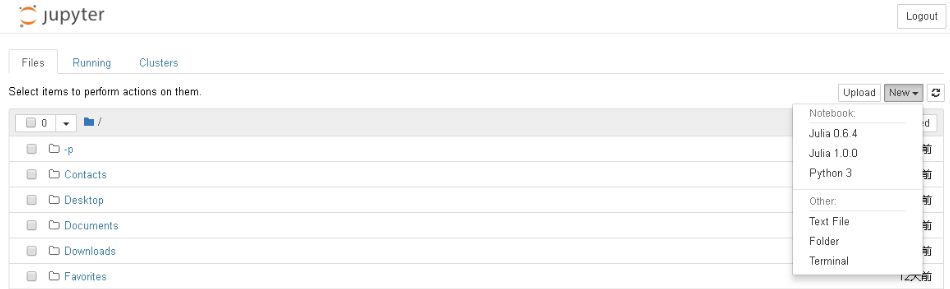 jupyter
Logout
Files Running Clusters
Select items to perform actions on them.
Upload New
0 /
Notebook:
ed
Julia 0.6.4
-p
前
Julia 1.0.0
Python 3
Contacts
前
Desktop
前
Other:
Text File
Documents
前
Folder
Downloads
前
Terminal
Favorites
12天前